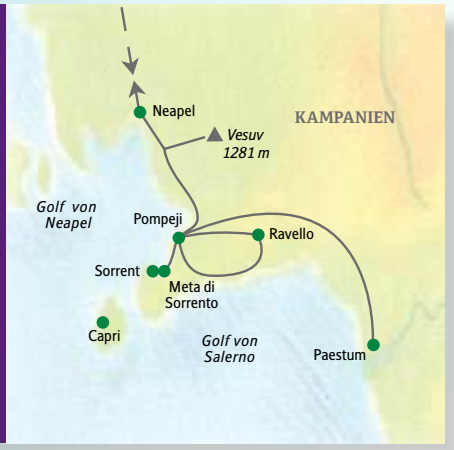 Neapel
KAMPANIEN
Vesuv
1281 m
Golf von
Neapel
Pompeji
Ravello
Sorrent
Meta di
Sorrento
Capri
Golf von
Salerno
Paestum